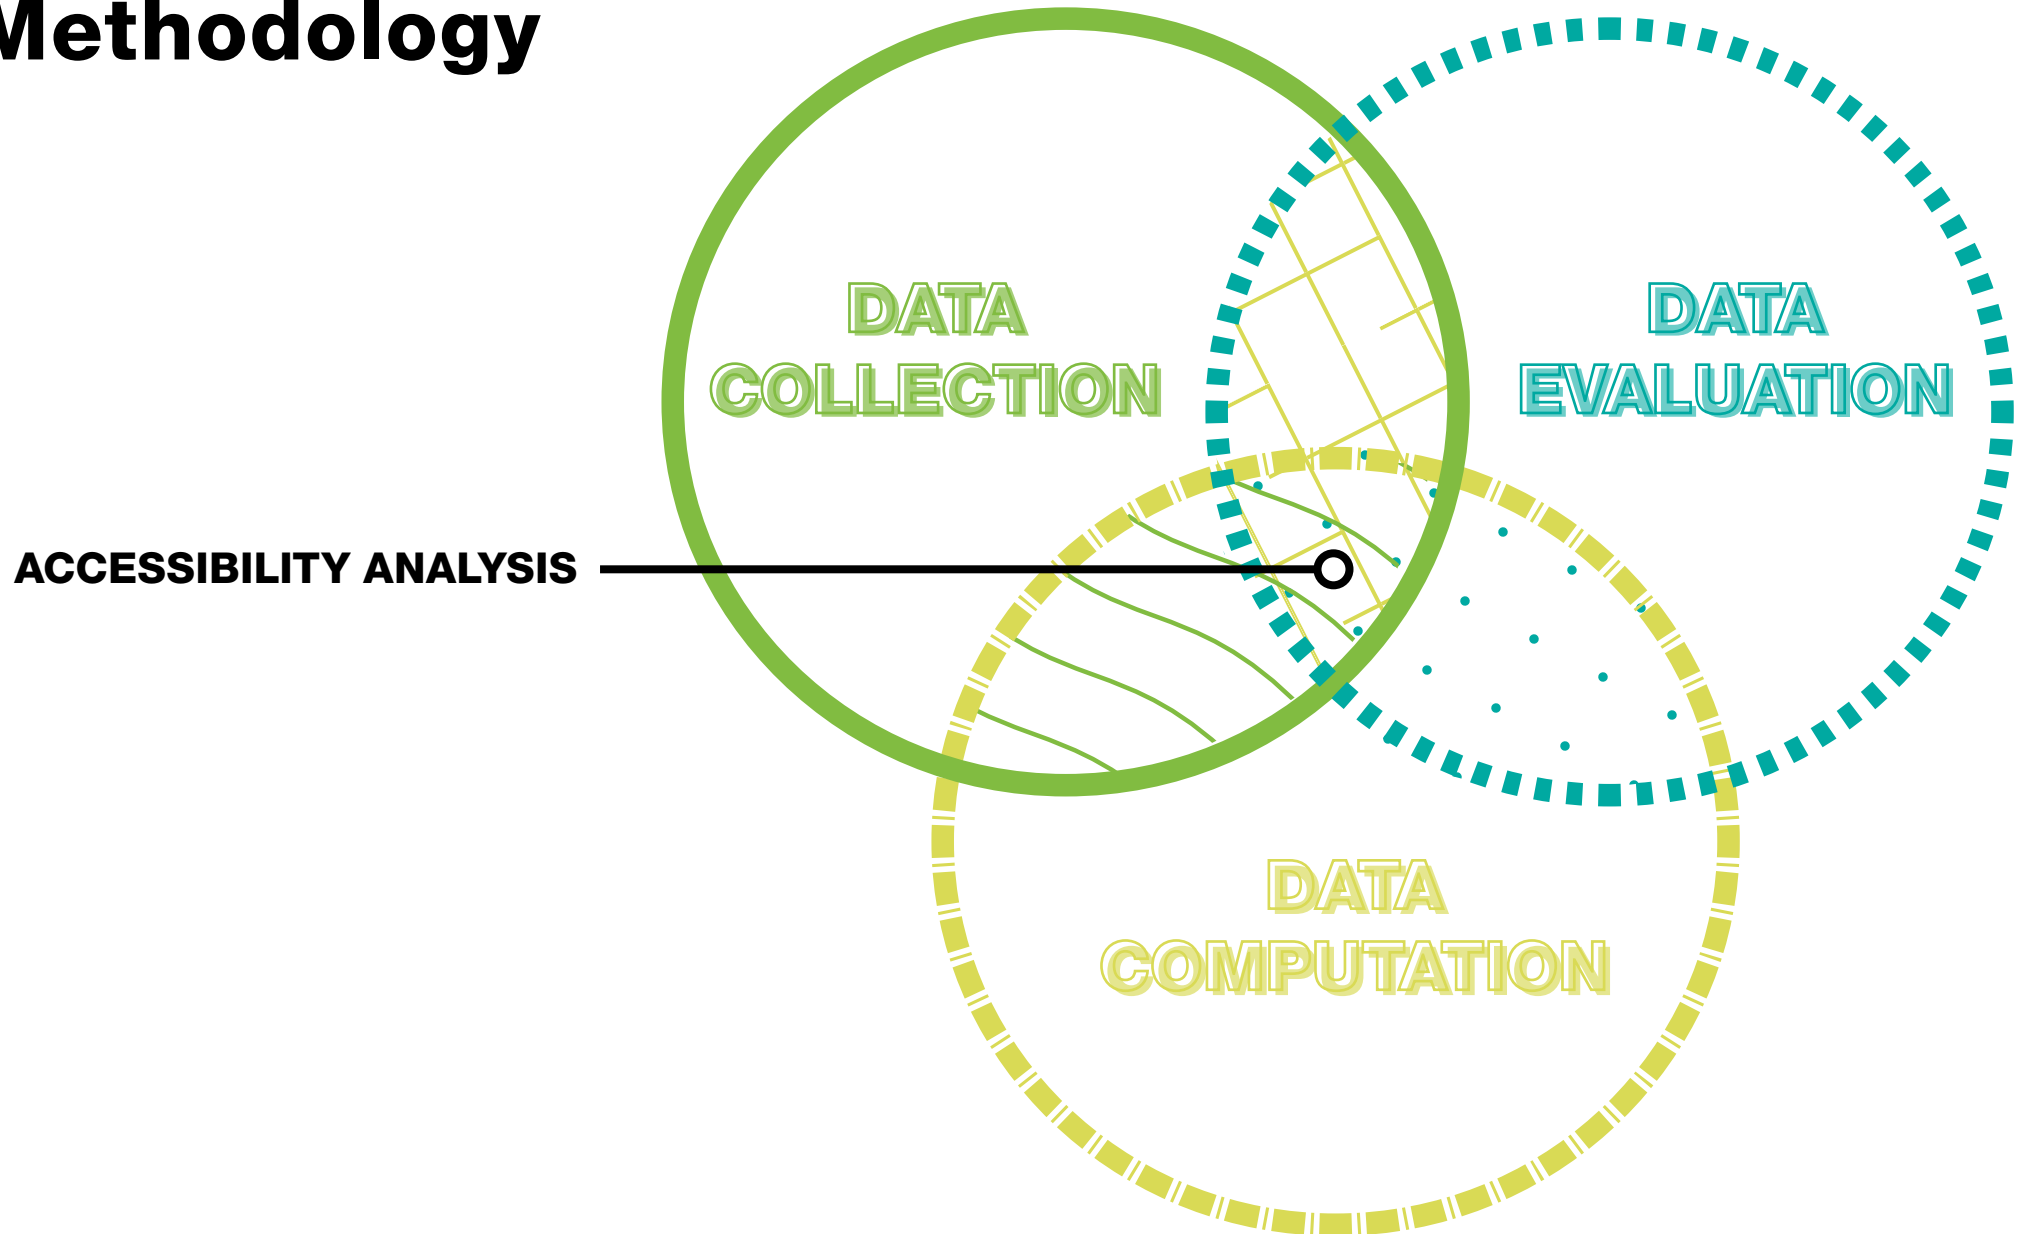 Methodology
DATA
COLLECTION
DATA
EVALUATION
ACCESSIBILITY ANALYSIS
DATA
COMPUTATION